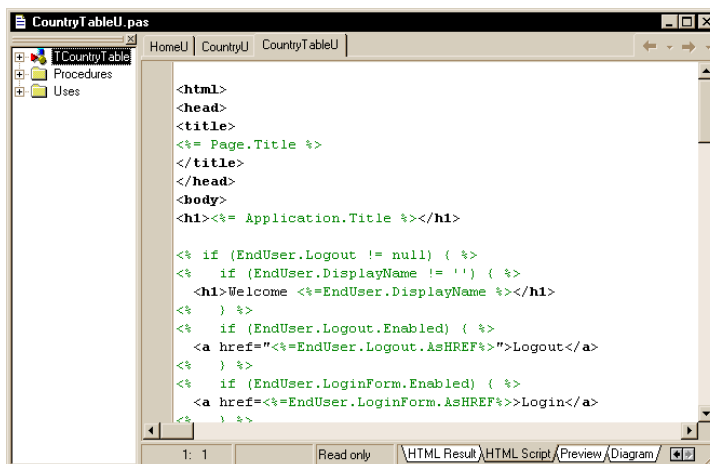 CountryTableU.pas
TCountryTable
Procedures
Uses
HomeU CountryU CountryTableU
<html>
<head>
<title>
<%= Page.Title %>
</title>
</head>
<body>
<h1><%= Application.Title %></h1>
<% if (EndUser.Logout != null) { %>
<%   if (EndUser.DisplayName != '') { %>
  <h1>Welcome <%=EndUser.DisplayName %></h1>
<%   } %>
<%   if (EndUser.Logout.Enabled) { %>
  <a href="<%=EndUser.Logout.AsHREF%>">Logout</a>
<%   } %>
<%   if (EndUser.LoginForm.Enabled) { %>
  <a href=<%=EndUser.LoginForm.AsHREF%>>Login</a>
<%   } %>
1: 1 Read only HTML Result HTML Script Preview Diagram